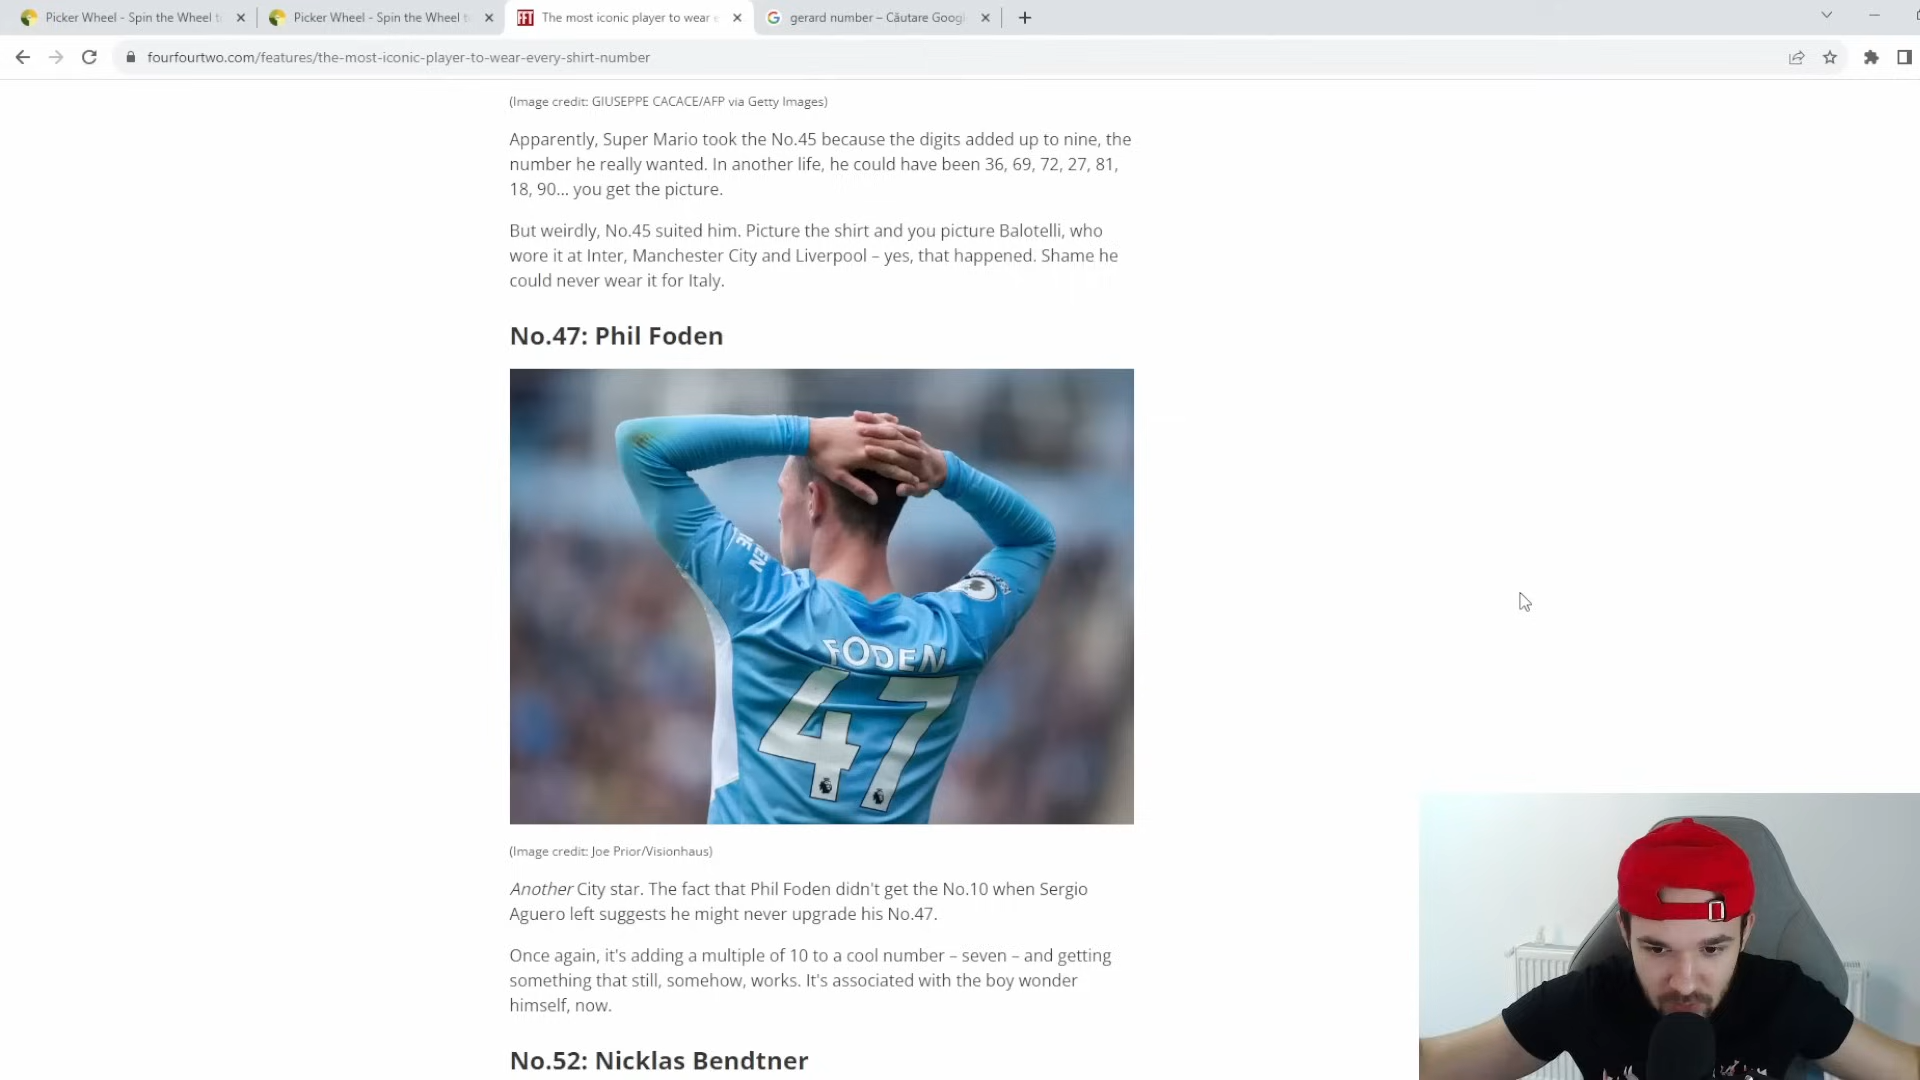 Picker Wheel - Spin the Wheel t
Picker Wheel - Spin the Wheel t
FFT The most iconic player to wear e
gerard number – Căutare Googl
fourfourtwo.com/features/the-most-iconic-player-to-wear-every-shirt-number
(Image credit: GIUSEPPE CACACE/AFP via Getty Images)
Apparently, Super Mario took the No.45 because the digits added up to nine, the
number he really wanted. In another life, he could have been 36, 69, 72, 27, 81,
18, 90... you get the picture.
But weirdly, No.45 suited him. Picture the shirt and you picture Balotelli, who
wore it at Inter, Manchester City and Liverpool – yes, that happened. Shame he
could never wear it for Italy.
No.47: Phil Foden
FODEN
47
(Image credit: Joe Prior/Visionhaus)
Another City star. The fact that Phil Foden didn't get the No.10 when Sergio
Aguero left suggests he might never upgrade his No.47.
Once again, it's adding a multiple of 10 to a cool number – seven – and getting
something that still, somehow, works. It's associated with the boy wonder
himself, now.
No.52: Nicklas Bendtner